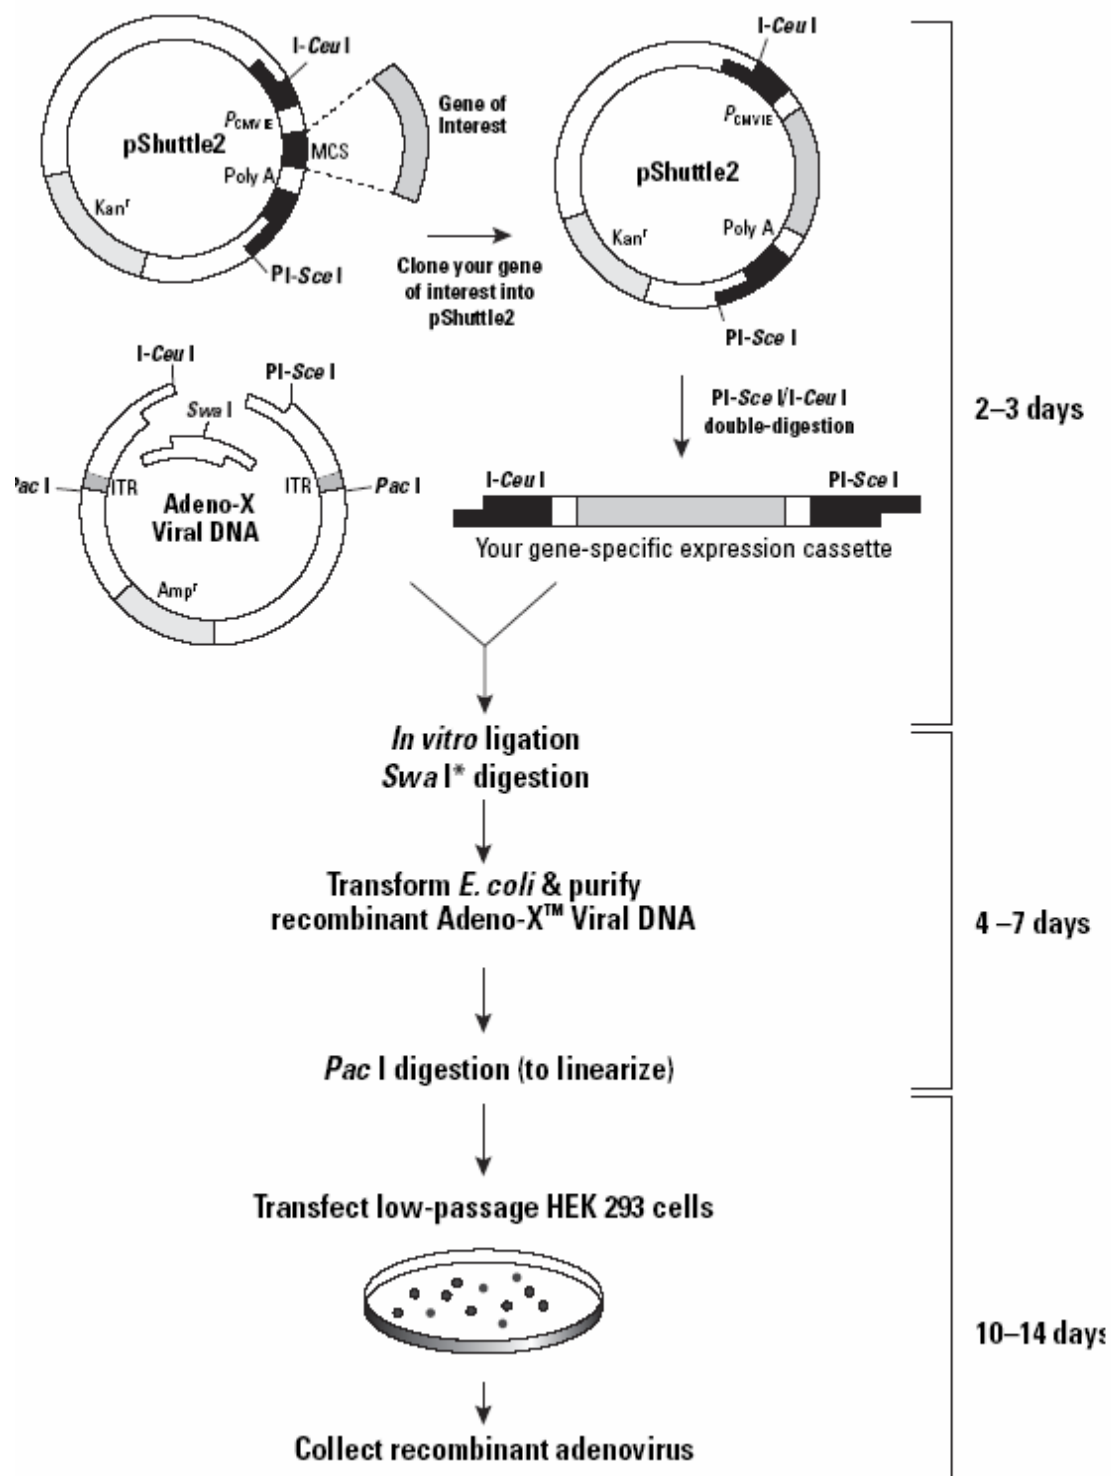 I-Ceu I
PCMV IE
pShuttle2
MCS
Poly A
Kanr
PI-Sce I
Gene of
Interest
Clone your gene
of interest into
pShuttle2
I-Ceu I
PCMVIE
pShuttle2
Poly A
Kanr
PI-Sce I
PI-Sce I/I-Ceu I
double-digestion
2–3 days
I-Ceu I
PI-Sce I
Swa I
Pac I
ITR
ITR
Pac I
Adeno-X
Viral DNA
Ampr
I-Ceu I
PI-Sce I
Your gene-specific expression cassette
In vitro ligation
Swa I* digestion
Transform E. coli & purify
recombinant Adeno-X™ Viral DNA
4 –7 days
Pac I digestion (to linearize)
Transfect low-passage HEK 293 cells
10–14 days
Collect recombinant adenovirus